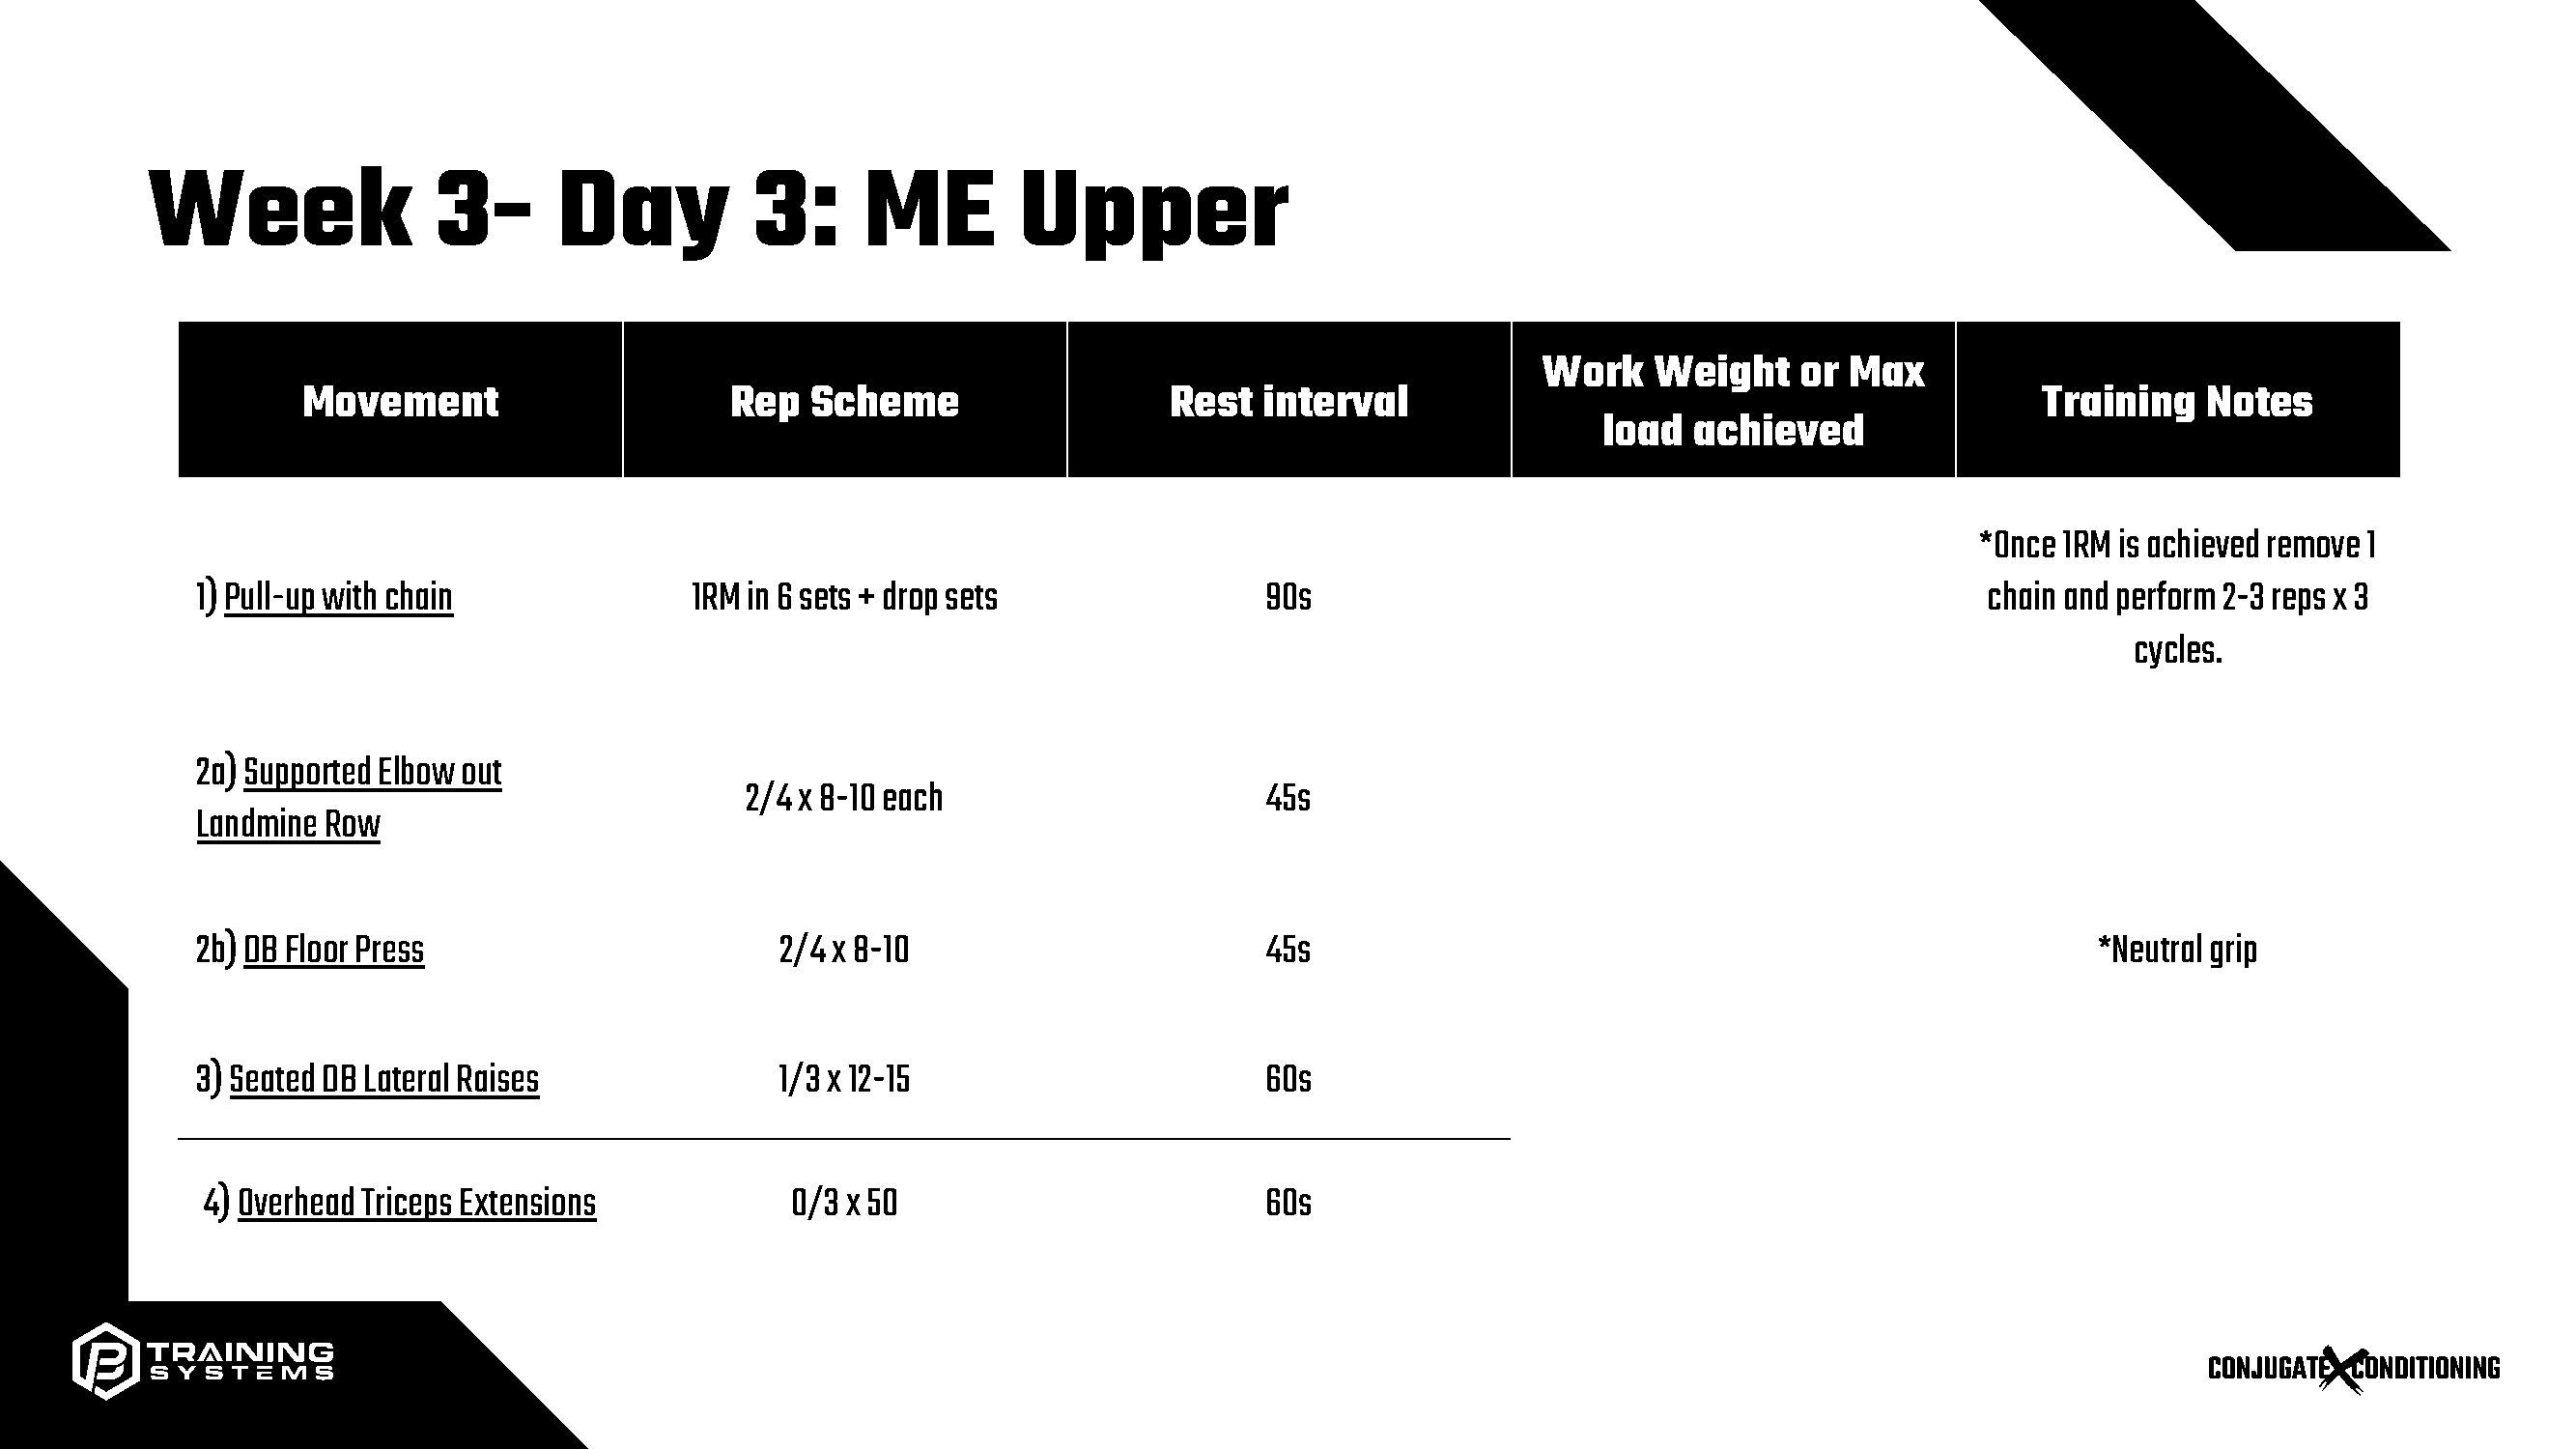 Week 3- Day 3: ME Upper
Movement
Rep Scheme
Rest interval
Work Weight or Max
load achieved
Training Notes
1) Pull-up with chain
1RM in 6 sets + drop sets
90s
*Once 1RM is achieved remove 1
chain and perform 2-3 reps x 3
cycles.
2a) Supported Elbow out
Landmine Row
2/4 x 8-10 each
45s
2b) DB Floor Press
2/4 x 8-10
45s
*Neutral grip
3) Seated DB Lateral Raises
1/3 x 12-15
60s
4) Overhead Triceps Extensions
0/3 x 50
60s
TRAINING
SYSTEMS
CONJUGATE X CONDITIONING